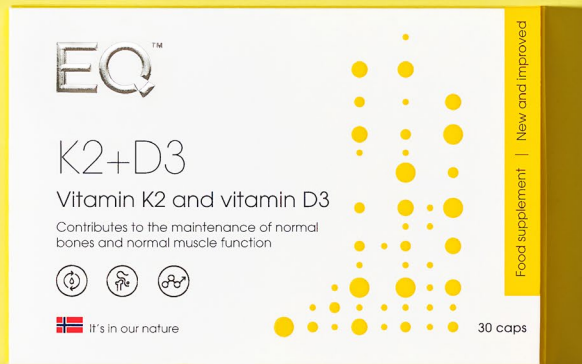 EQ™
K2+D3
Vitamin K2 and vitamin D3
Contributes to the maintenance of normal
bones and normal muscle function
It's in our nature
30 caps
Food supplement | New and improved